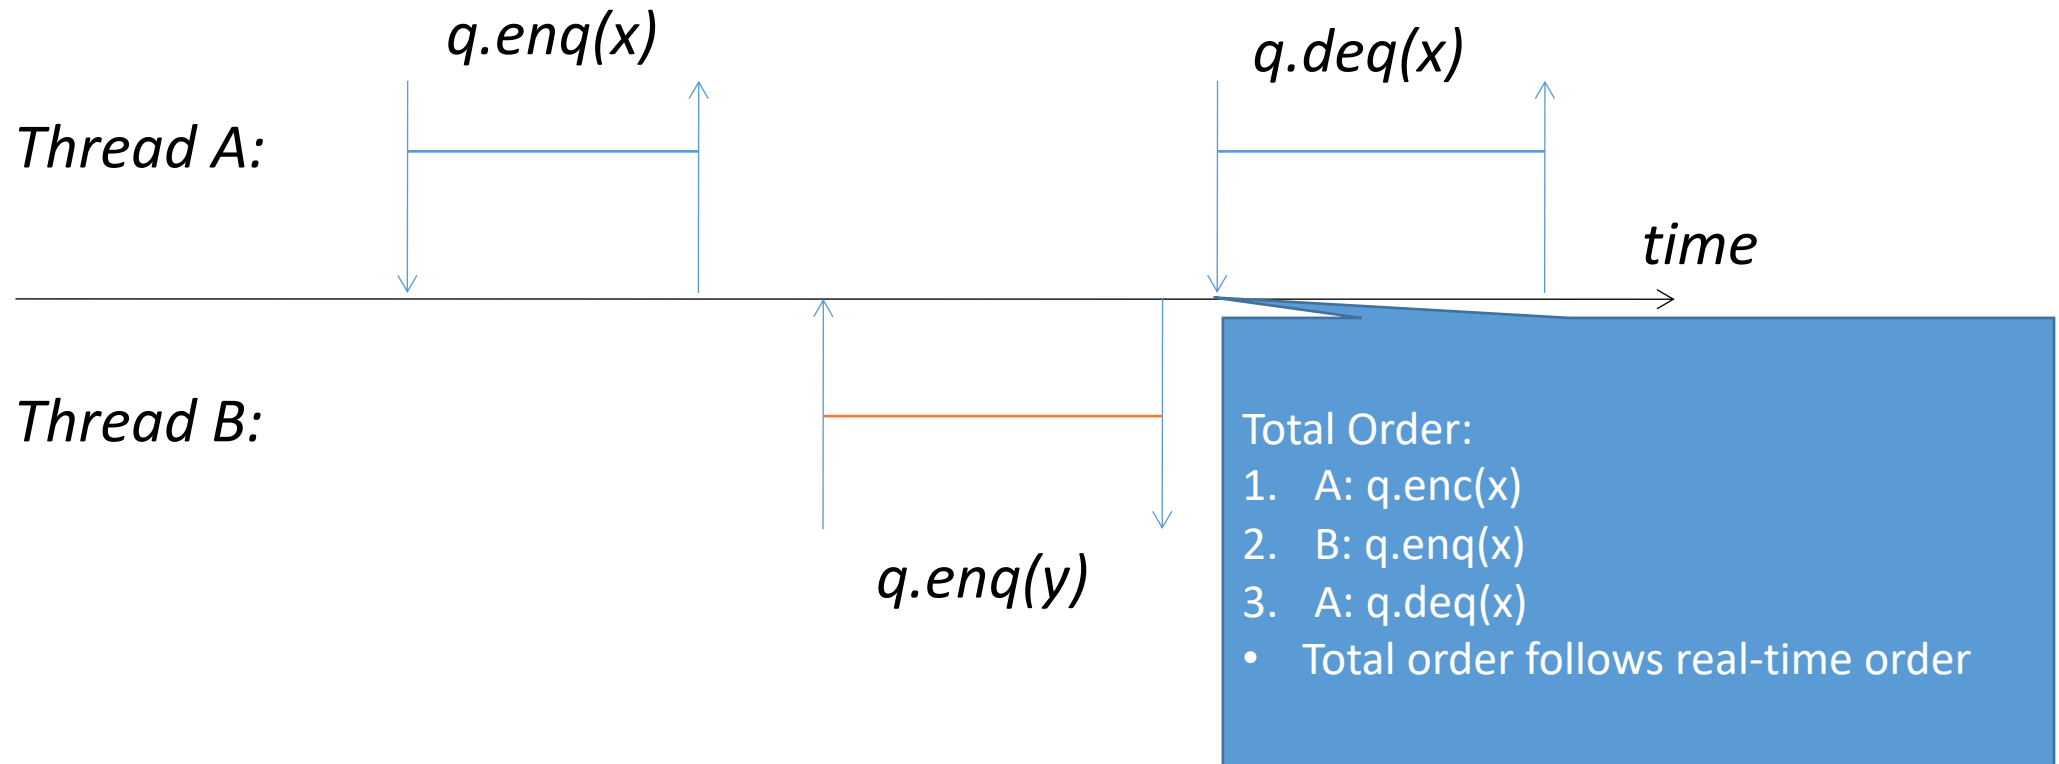 q.enq(x)
q.deq(x)
Thread A:
time
Thread B:
q.enq(y)
Total Order:
1. A: q.enc(x)
2. B: q.enq(x)
3. A: q.deq(x)
• Total order follows real-time order